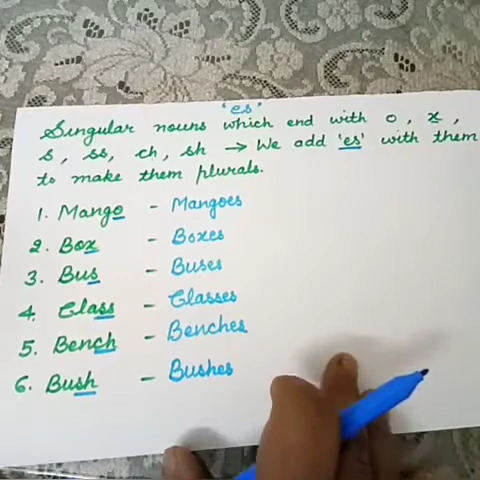 'es'
Singular nouns which end with o, x,
s, ss, ch, sh → We add 'es' with them
to make them plurals.
1. Mango - Mangoes
2. Box - Boxes
3. Bus - Buses
4. Glass - Glasses
5. Bench - Benches
6. Bush - Bushes